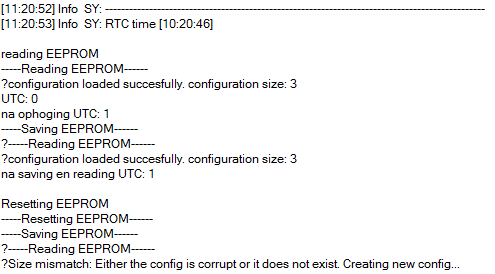 [11:20:52] Info  SY: ------------------------------------------------------------------------------------------------
[11:20:53] Info  SY: RTC time [10:20:46]
reading EEPROM
-----Reading EEPROM------
?configuration loaded succesfully. configuration size: 3
UTC: 0
na ophoging UTC: 1
-----Saving EEPROM------
?-----Reading EEPROM------
?configuration loaded succesfully. configuration size: 3
na saving en reading UTC: 1
Resetting EEPROM
-----Resetting EEPROM------
-----Saving EEPROM------
?-----Reading EEPROM------
?Size mismatch: Either the config is corrupt or it does not exist. Creating new config...